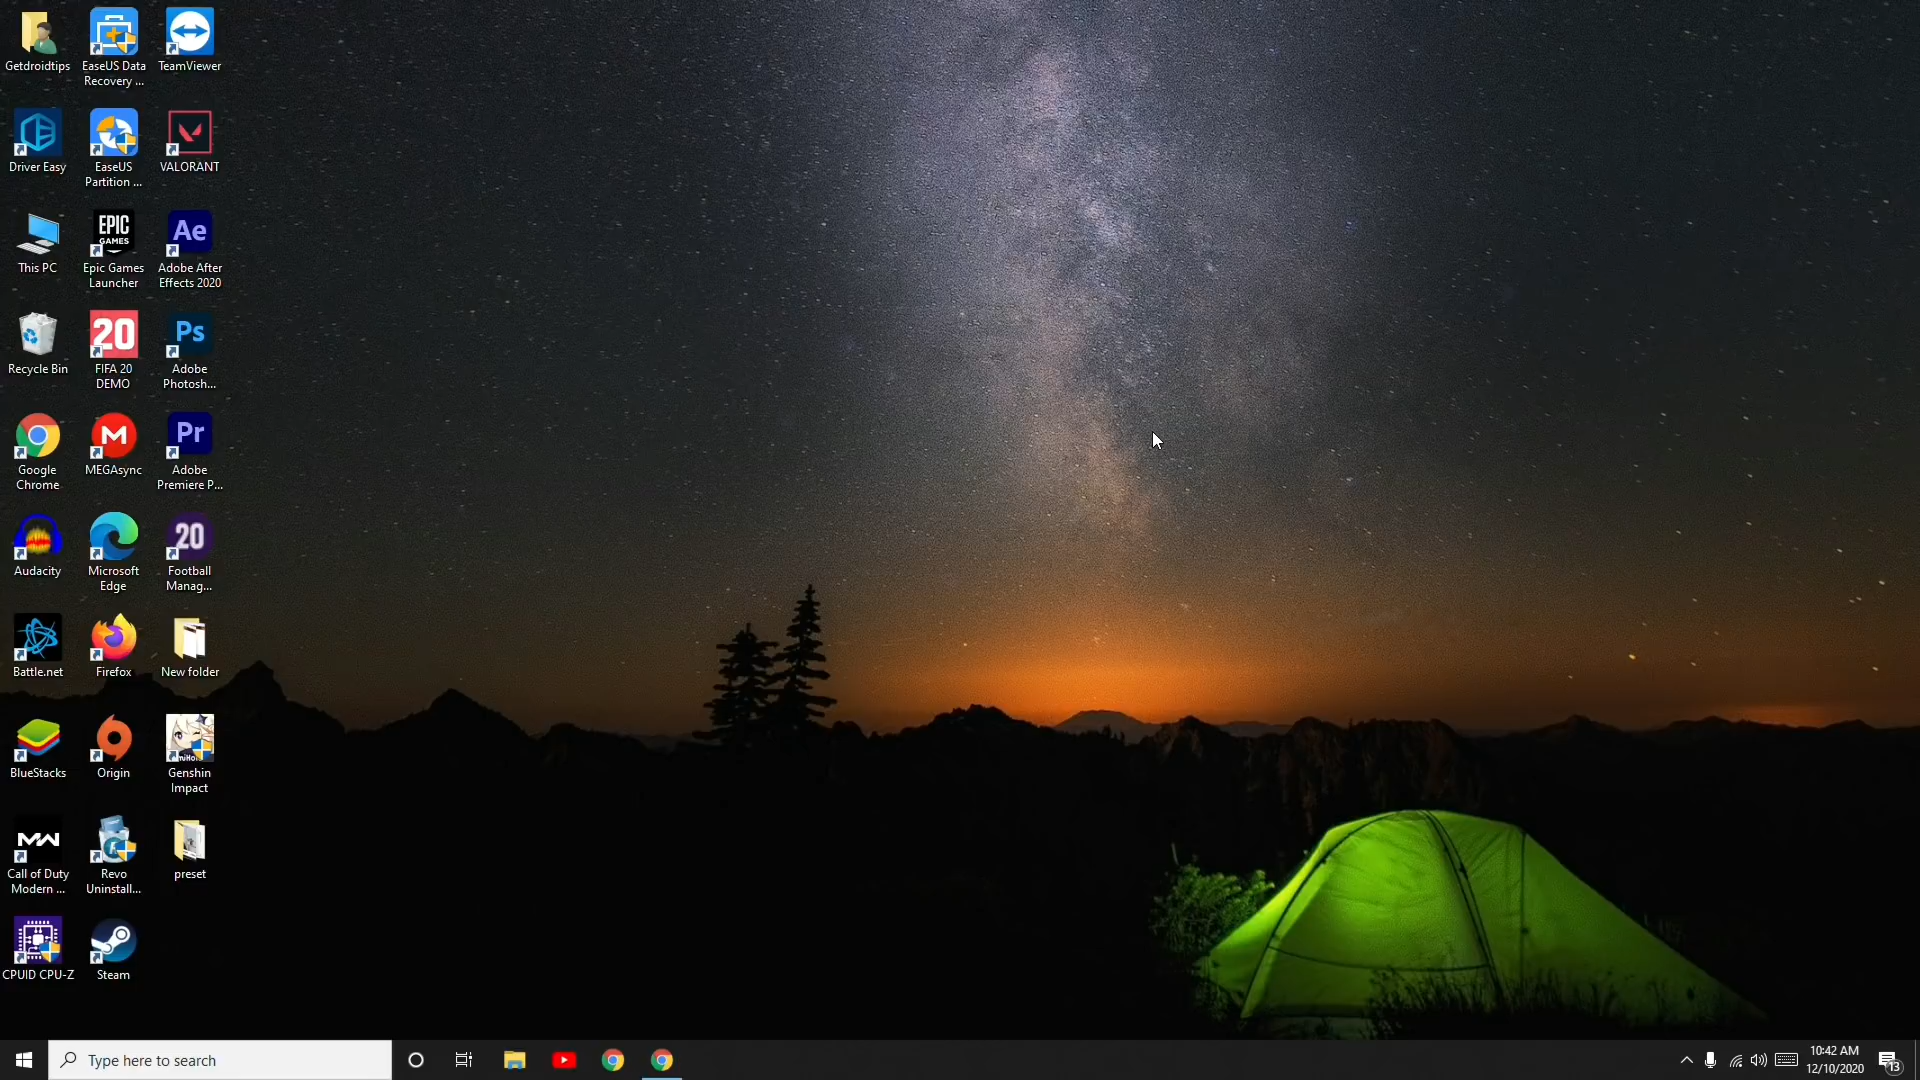 Getdroidtips
EaseUS Data
Recovery ...
TeamViewer
Driver Easy
EaseUS
Partition ...
VALORANT
This PC
EPIC
GAMES
Epic Games
Launcher
Ae
Adobe After
Effects 2020
Recycle Bin
20
FIFA 20
DEMO
Ps
Adobe
Photosh...
Google
Chrome
M
MEGAsync
Pr
Adobe
Premiere P...
Audacity
Microsoft
Edge
20
Football
Manag...
Battle.net
Firefox
New folder
BlueStacks
Origin
Genshin
Impact
MW
Call of Duty
Modern ...
Revo
Uninstall...
preset
CPUID CPU-Z
Steam
Type here to search
10:42 AM
12/10/2020
13